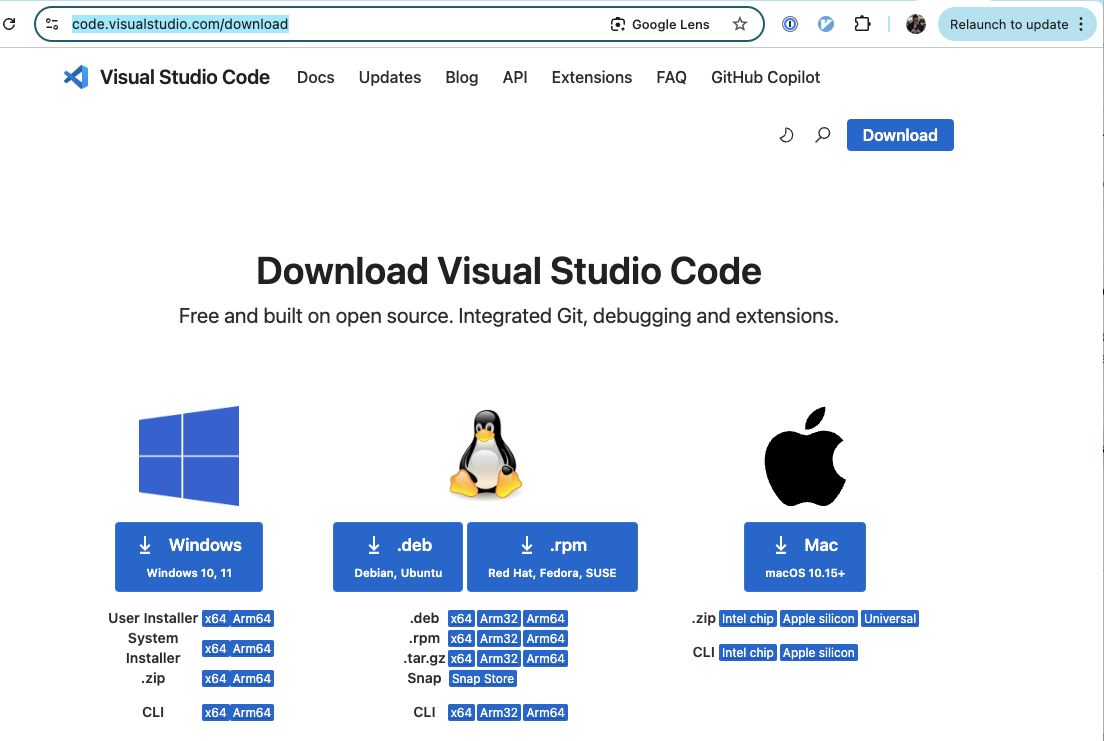 code.visualstudio.com/download Google Lens Relaunch to update
Visual Studio Code Docs Updates Blog API Extensions FAQ GitHub Copilot
Download
Download Visual Studio Code
Free and built on open source. Integrated Git, debugging and extensions.
Windows
Windows 10, 11
.deb
Debian, Ubuntu
.rpm
Red Hat, Fedora, SUSE
Mac
macOS 10.15+
User Installer x64 Arm64
System
Installer x64 Arm64
.zip x64 Arm64
CLI x64 Arm64
.deb x64 Arm32 Arm64
.rpm x64 Arm32 Arm64
.tar.gz x64 Arm32 Arm64
Snap Snap Store
CLI x64 Arm32 Arm64
.zip Intel chip Apple silicon Universal
CLI Intel chip Apple silicon